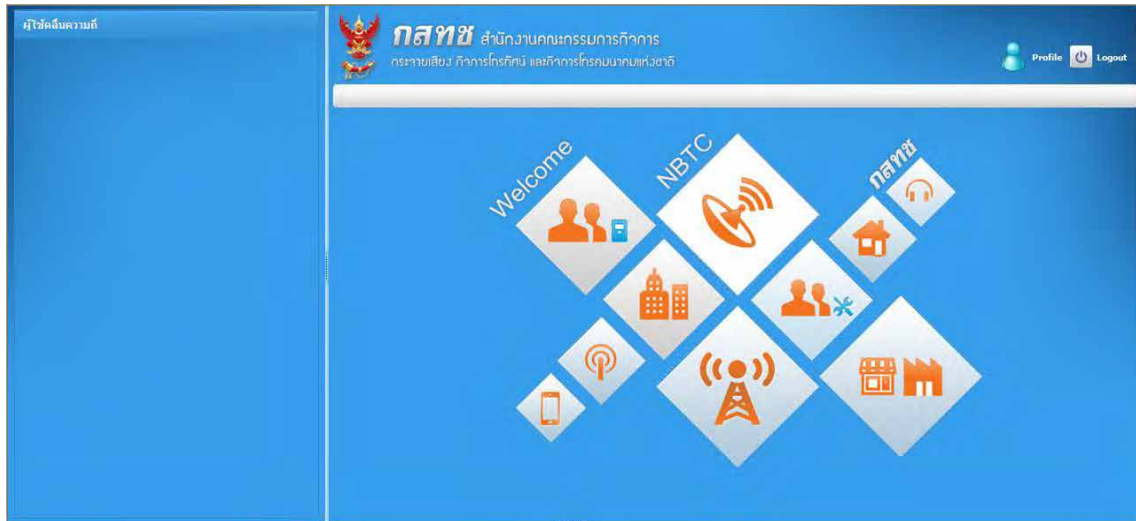 ผู้ใช้คลื่นความถี่
กสทช สำนักงานคณะกรรมการกิจการ
กระจายเสียง กิจการโทรทัศน์ และกิจการโทรคมนาคมแห่งชาติ
Profile Logout
Welcome
NBTC
กสทช